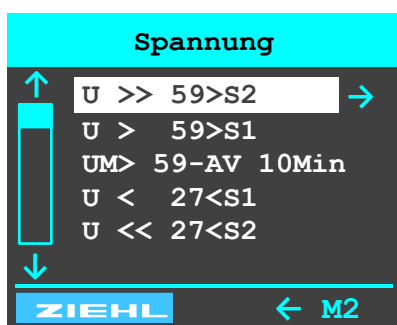 Spannung
↑
U >> 59>S2 →
U >  59>S1
UM> 59-AV 10Min
U <  27<S1
U << 27<S2
↓
ZIEHL ← M2